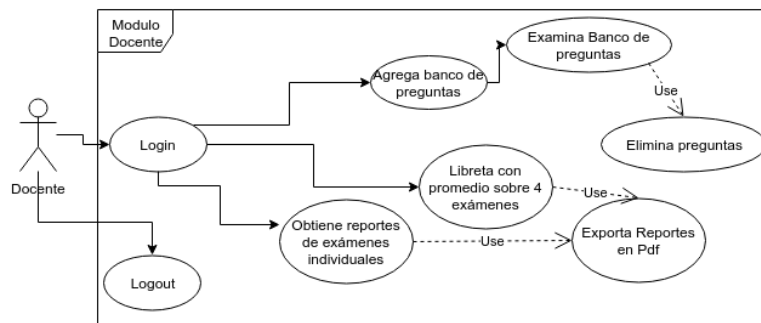 Modulo
Docente
Examina Banco de
preguntas
Agrega banco de
preguntas
Use
Login
Elimina preguntas
Docente
Libreta con
promedio sobre 4
exámenes
Use
Obtiene reportes
de exámenes
individuales
Use
Exporta Reportes
en Pdf
Logout